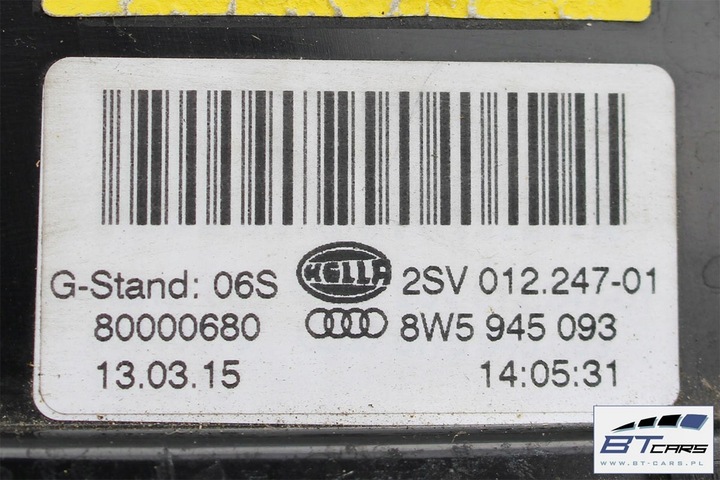 G-Stand: 06S HELLA 2SV 012.247-01
80000680 8W5 945 093
13.03.15 14:05:31
BT CARS
WWW.BT-CARS.PL